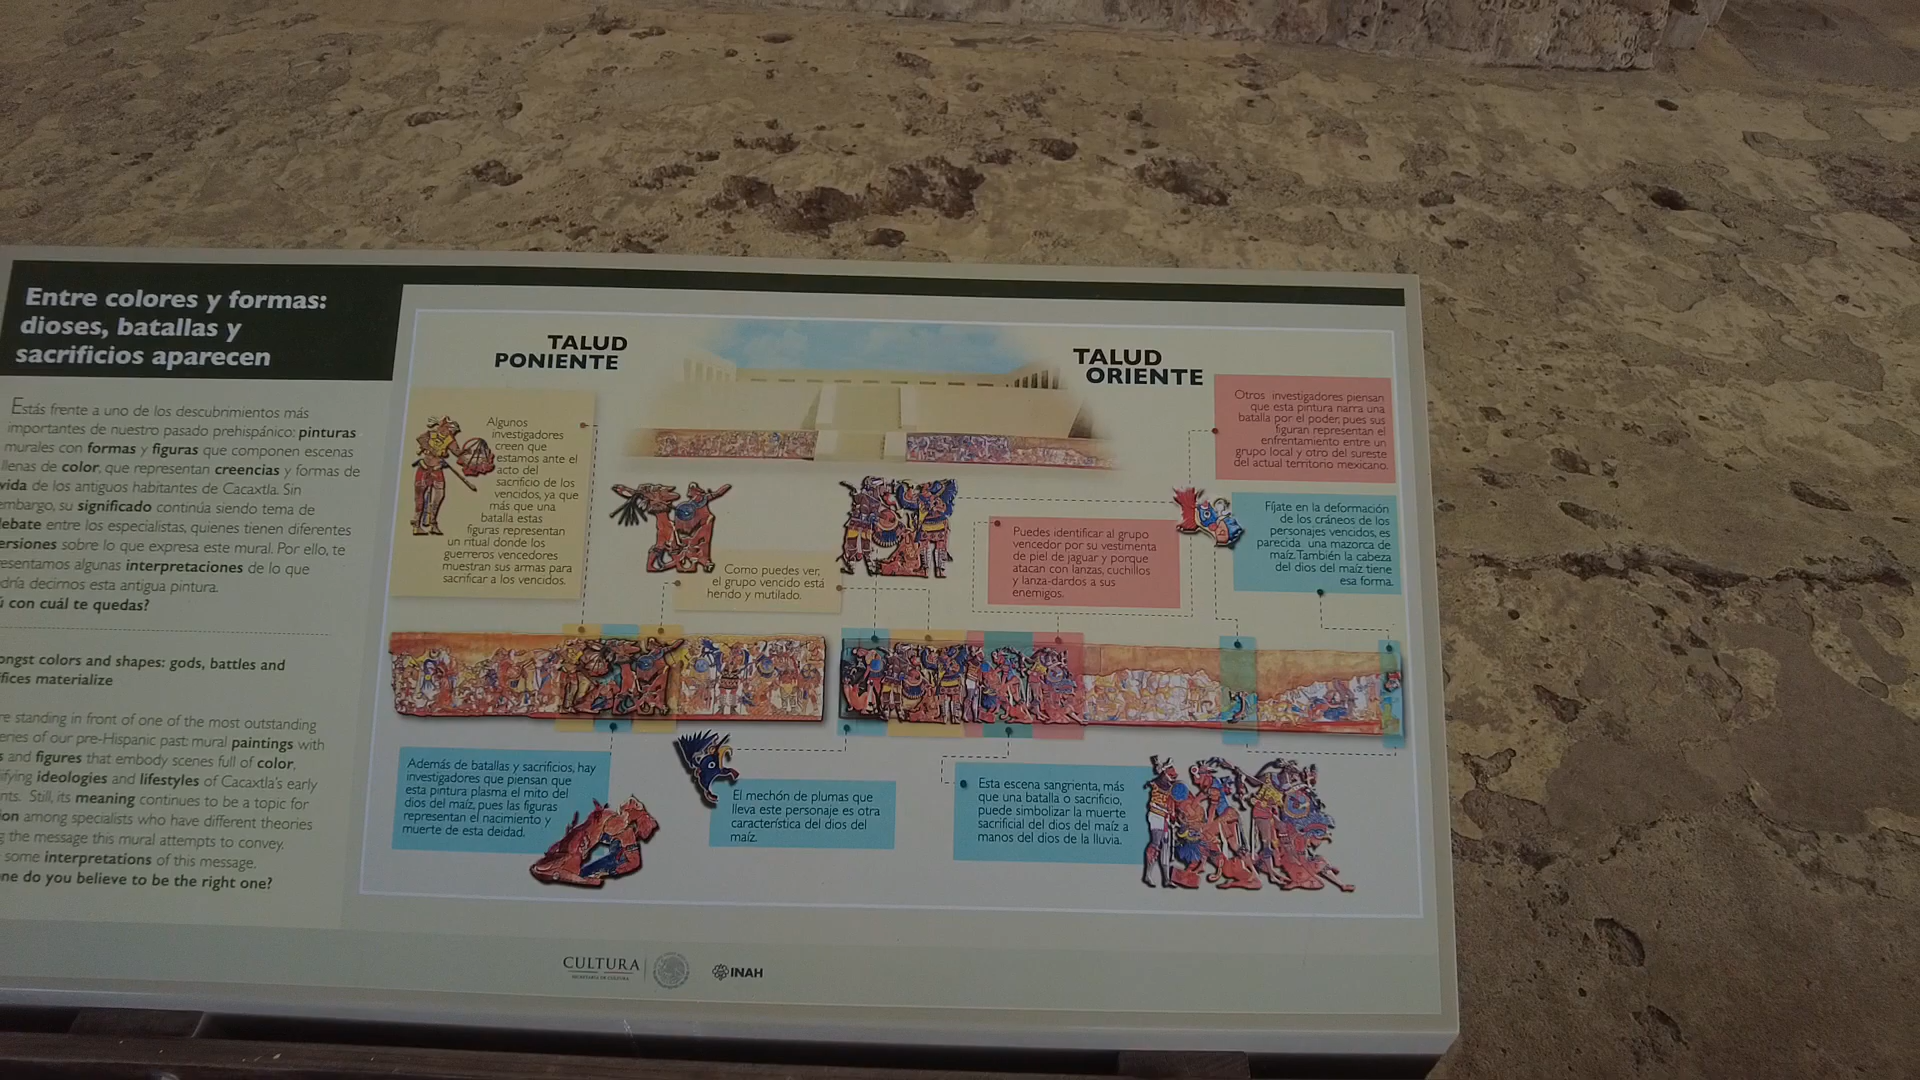 Entre colores y formas:
dioses, batallas y
sacrificios aparecen
Estás frente a uno de los descubrimientos más
importantes de nuestro pasado prehispánico: pinturas
murales con formas y figuras que componen escenas
llenas de color, que representan creencias y formas de
vida de los antiguos habitantes de Cacaxtla. Sin
embargo, su significado continúa siendo tema de
debate entre los especialistas, quienes tienen diferentes
ersiones sobre lo que expresa este mural. Por ello, te
esentamos algunas interpretaciones de lo que
dría decirnos esta antigua pintura.
con cuál te quedas?
ongst colors and shapes: gods, battles and
fices materialize
re standing in front of one of the most outstanding
eries of our pre-Hispanic past: mural paintings with
s and figures that embody scenes full of color,
ifying ideologies and lifestyles of Cacaxtla's early
nts. Still, its meaning continues to be a topic for
ion among specialists who have different theories
g the message this mural attempts to convey.
some interpretations of this message.
ne do you believe to be the right one?
TALUD
PONIENTE
TALUD
ORIENTE
Algunos
investigadores
creen que
estamos ante el
acto del
sacrificio de los
vencidos, ya que
más que una
batalla estas
figuras representan
un ritual donde los
guerreros vencedores
muestran sus armas para
sacrificar a los vencidos.
Como puedes ver,
el grupo vencido está
herido y mutilado.
Puedes identificar al grupo
vencedor por su vestimenta
de piel de jaguar y porque
atacan con lanzas, cuchillos
y lanza-dardos a sus
enemigos.
Otros investigadores piensan
que esta pintura narra una
batalla por el poder, pues sus
figuran representan el
enfrentamiento entre un
grupo local y otro del sureste
del actual territorio mexicano.
Fíjate en la deformación
de los cráneos de los
personajes vencidos, es
parecida una mazorca de
maíz. También la cabeza
del dios del maíz tiene
esa forma.
Además de batallas y sacrificios, hay
investigadores que piensan que
esta pintura plasma el mito del
dios del maíz, pues las figuras
representan el nacimiento y
muerte de esta deidad.
El mechón de plumas que
lleva este personaje es otra
característica del dios del
maíz.
Esta escena sangrienta, más
que una batalla o sacrificio,
puede simbolizar la muerte
sacrificial del dios del maíz a
manos del dios de la lluvia.
CULTURA
SECRETARÍA DE CULTURA
INAH